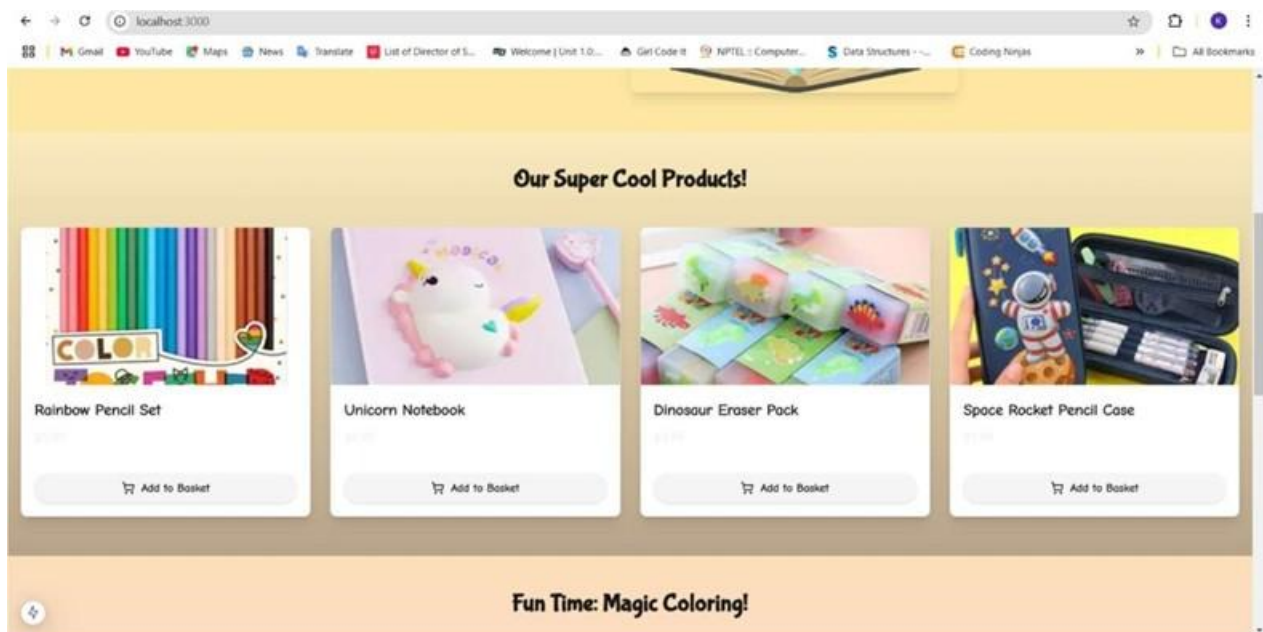 localhost:3000
Gmail YouTube Maps News Translate List of Director of S... Welcome | Unit 1.0:... Girl Code It NPTEL :: Computer... Data Structures - -... Coding Ninjas » All Bookmarks
K
Our Super Cool Products!
MAGICAL
COLOR
Rainbow Pencil Set Unicorn Notebook Dinosaur Eraser Pack Space Rocket Pencil Case
Add to Basket Add to Basket Add to Basket Add to Basket
Fun Time: Magic Coloring!